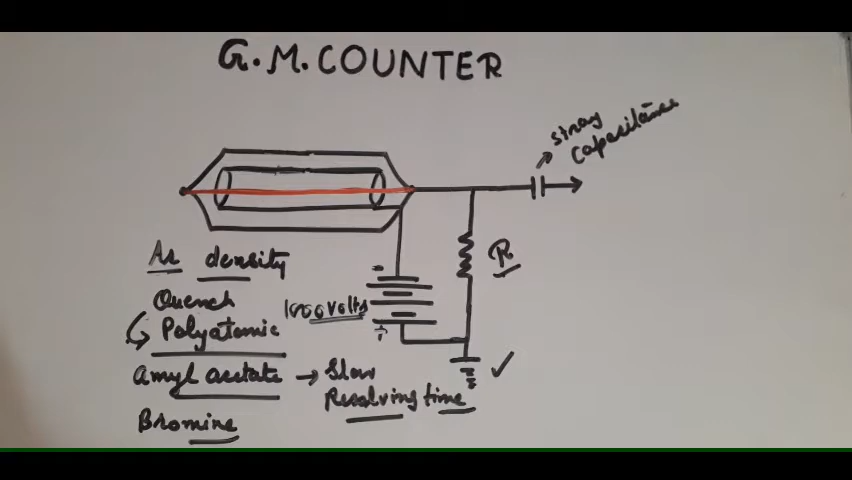 G.M.COUNTER
stray
capacitance
R
Ar density
Quench
Polyatomic
1000 volts
-
+
amyl acetate → Slow
Resolving time
Bromine